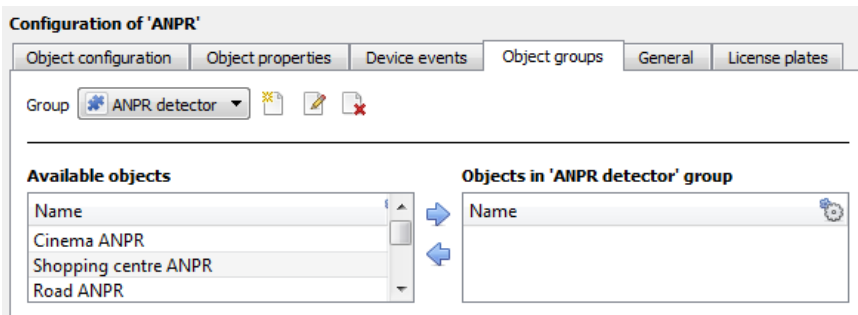 Configuration of 'ANPR'
Object configuration Object properties Device events Object groups General License plates
Group ANPR detector
Available objects Objects in 'ANPR detector' group
Name Name
Cinema ANPR
Shopping centre ANPR
Road ANPR